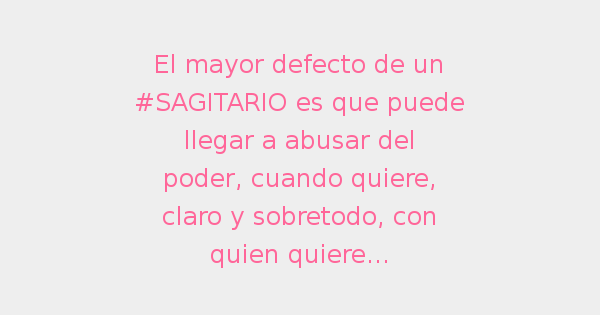 El mayor defecto de un
#SAGITARIO es que puede
llegar a abusar del
poder, cuando quiere,
claro y sobretodo, con
quien quiere...